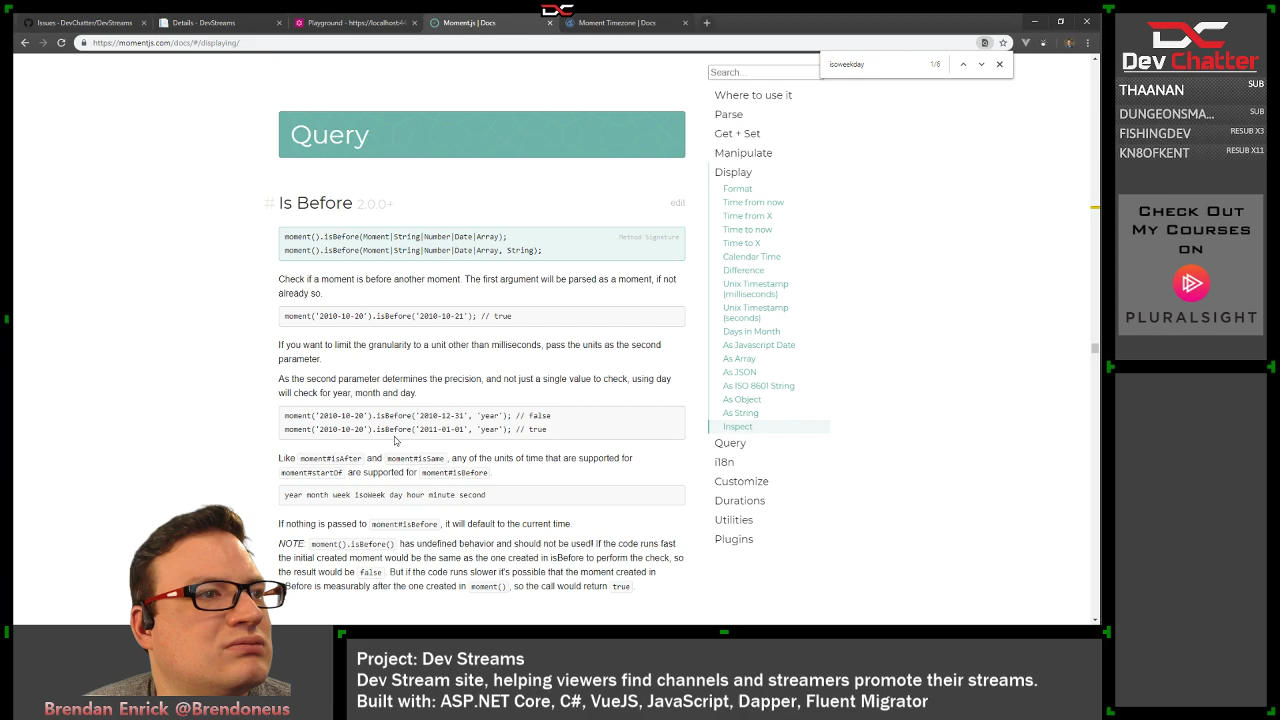 Issues - DevChatter/DevStreams
Details - DevStreams
Playground - https://localhost:44
Moment.js | Docs
Moment Timezone | Docs
https://momentjs.com/docs/#/displaying/
isoweekday
1/6
Query
# Is Before 2.0.0+
edit
moment().isBefore(Moment|String|Number|Date|Array);
Method Signature
moment().isBefore(Moment|String|Number|Date|Array, String);
Check if a moment is before another moment. The first argument will be parsed as a moment, if not
already so.
moment('2010-10-20').isBefore('2010-10-21'); // true
If you want to limit the granularity to a unit other than milliseconds, pass the units as the second
parameter.
As the second parameter determines the precision, and not just a single value to check, using day
will check for year, month and day.
moment('2010-10-20').isBefore('2010-12-31', 'year'); // false
moment('2010-10-20').isBefore('2011-01-01', 'year'); // true
Like moment#isAfter and moment#isSame, any of the units of time that are supported for
moment#startOf are supported for moment#isBefore.
year month week isoWeek day hour minute second
If nothing is passed to moment#isBefore, it will default to the current time.
NOTE: moment().isBefore() has undefined behavior and should not be used! If the code runs fast
the initial created moment would be the same as the one created in isBefore to perform the check, so
the result would be false. But if the code runs slower it's possible that the moment created in
isBefore is measurably after the one created in moment(), so the call would return true.
Search...
Where to use it
Parse
Get + Set
Manipulate
Display
Format
Time from now
Time from X
Time to now
Time to X
Calendar Time
Difference
Unix Timestamp
(milliseconds)
Unix Timestamp
(seconds)
Days in Month
As Javascript Date
As Array
As JSON
As ISO 8601 String
As Object
As String
Inspect
Query
i18n
Customize
Durations
Utilities
Plugins
DC
Dev Chatter
THAANAN SUB
DUNGEONSMA... SUB
FISHINGDEV RESUB X3
KN8OFKENT RESUB X11
CHECK OUT
MY COURSES
ON
PLURALSIGHT
Project: Dev Streams
Dev Stream site, helping viewers find channels and streamers promote their streams.
Built with: ASP.NET Core, C#, VueJS, JavaScript, Dapper, Fluent Migrator
Brendan Enrick @Brendoneus